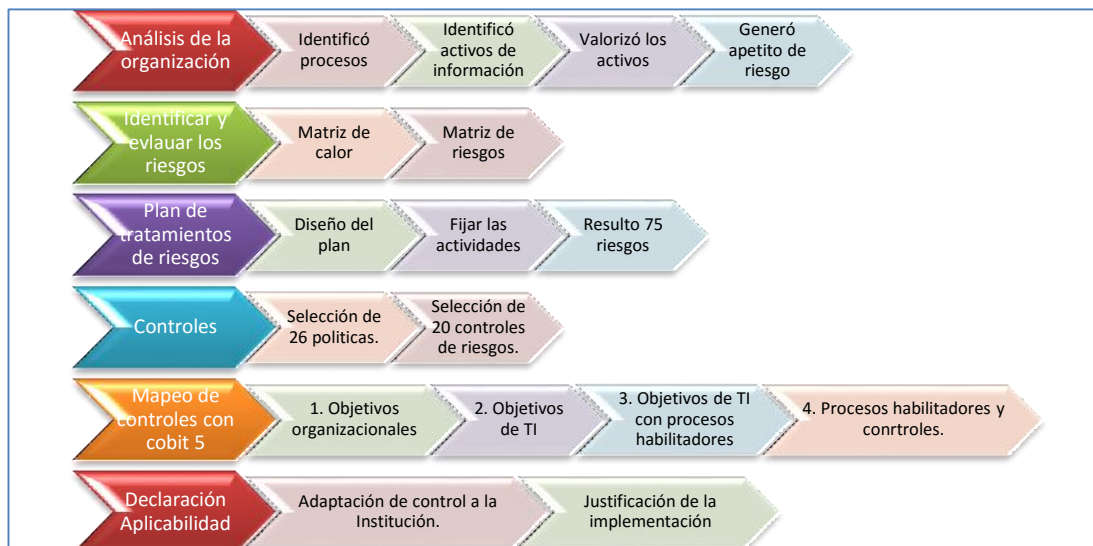 Análisis de la
organización
Identificó
procesos
Identificó
activos de
información
Valorizó los
activos
Generó
apetito de
riesgo
Identificar y
evlauar los
riesgos
Matriz de
calor
Matriz de
riesgos
Plan de
tratamientos
de riesgos
Diseño del
plan
Fijar las
actividades
Resulto 75
riesgos
Controles
Selección de
26 politicas.
Selección de
20 controles
de riesgos.
Mapeo de
controles con
cobit 5
1. Objetivos
organizacionales
2. Objetivos
de TI
3. Objetivos de TI
con procesos
habilitadores
4. Procesos habilitadores y
conrtroles.
Declaración
Aplicabilidad
Adaptación de control a la
Institución.
Justificación de la
implementación